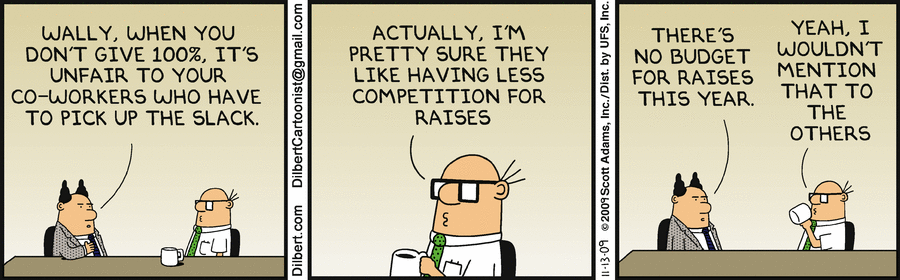 WALLY, WHEN YOU
DON'T GIVE 100%, IT'S
UNFAIR TO YOUR
CO-WORKERS WHO HAVE
TO PICK UP THE SLACK.
Dilbert.com DilbertCartoonist@gmail.com
ACTUALLY, I'M
PRETTY SURE THEY
LIKE HAVING LESS
COMPETITION FOR
RAISES
11-13-09 ©2009 Scott Adams, Inc./Dist. by UFS, Inc.
THERE'S
NO BUDGET
FOR RAISES
THIS YEAR.
YEAH, I
WOULDN'T
MENTION
THAT TO
THE
OTHERS